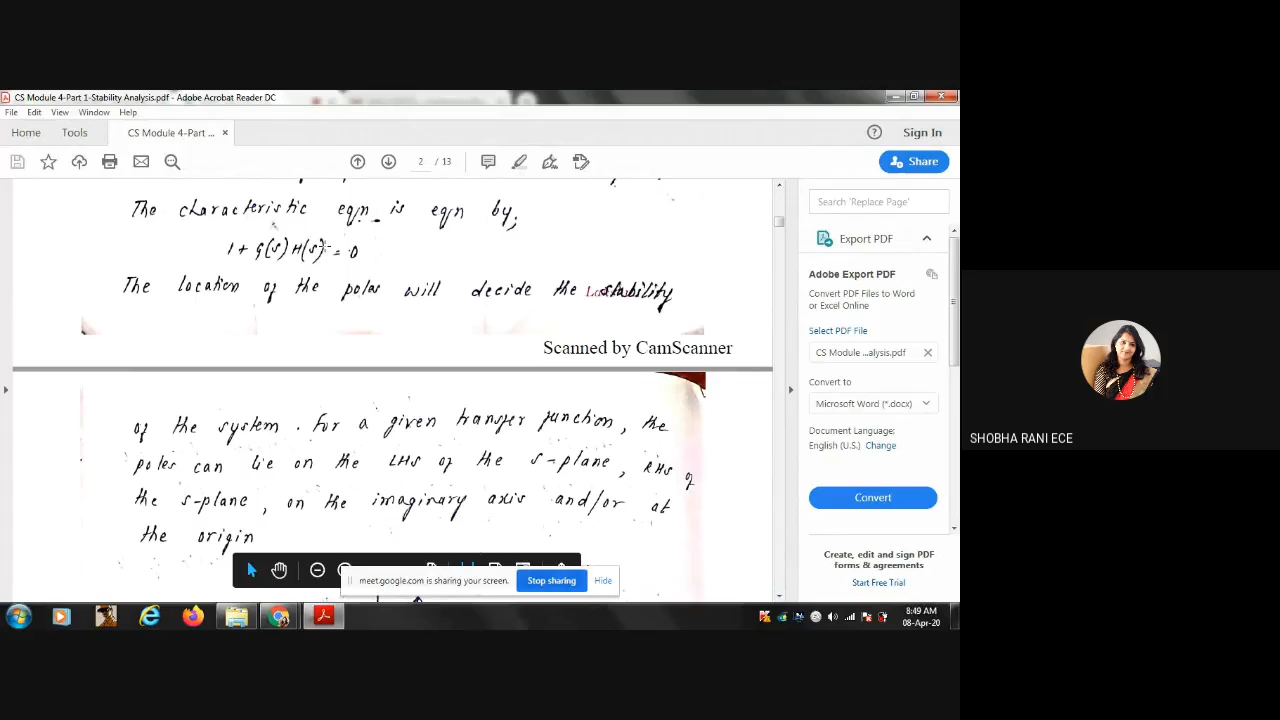 CS Module 4-Part 1-Stability Analysis.pdf - Adobe Acrobat Reader DC
File Edit View Window Help
Home Tools CS Module 4-Part ... × Sign In
2 / 13 Share
The characteristic eqn. is eqn by,
1 + G(s) H(s) = 0
The location of the poles will decide the stability
Scanned by CamScanner
of the system. For a given transfer function, the
poles can lie on the LHS of the s-plane, RHS of
the s-plane, on the imaginary axis and/or at
the origin
Search 'Replace Page'
Export PDF
Adobe Export PDF
Convert PDF Files to Word
or Excel Online
Select PDF File
CS Module ...alysis.pdf
Convert to
Microsoft Word (*.docx)
Document Language:
English (U.S.) Change
Convert
Create, edit and sign PDF
forms & agreements
Start Free Trial
meet.google.com is sharing your screen. Stop sharing Hide
8:49 AM
08-Apr-20
SHOBHA RANI ECE